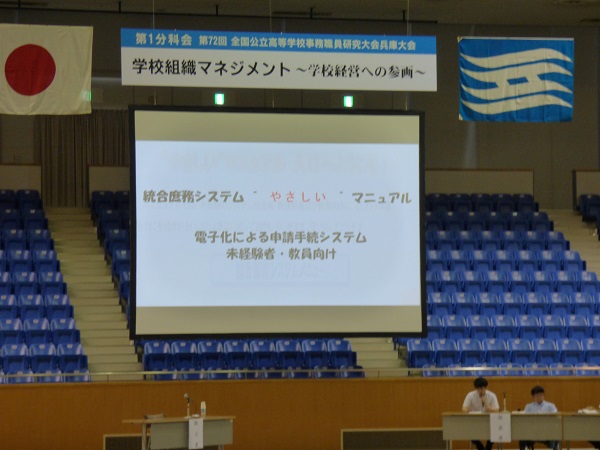 第1分科会 第72回 全国公立高等学校事務職員研究大会兵庫大会
学校組織マネジメント ～学校経営への参画～
統合庶務システム " やさしい " マニュアル
電子化による申請手続システム
未経験者・教員向け